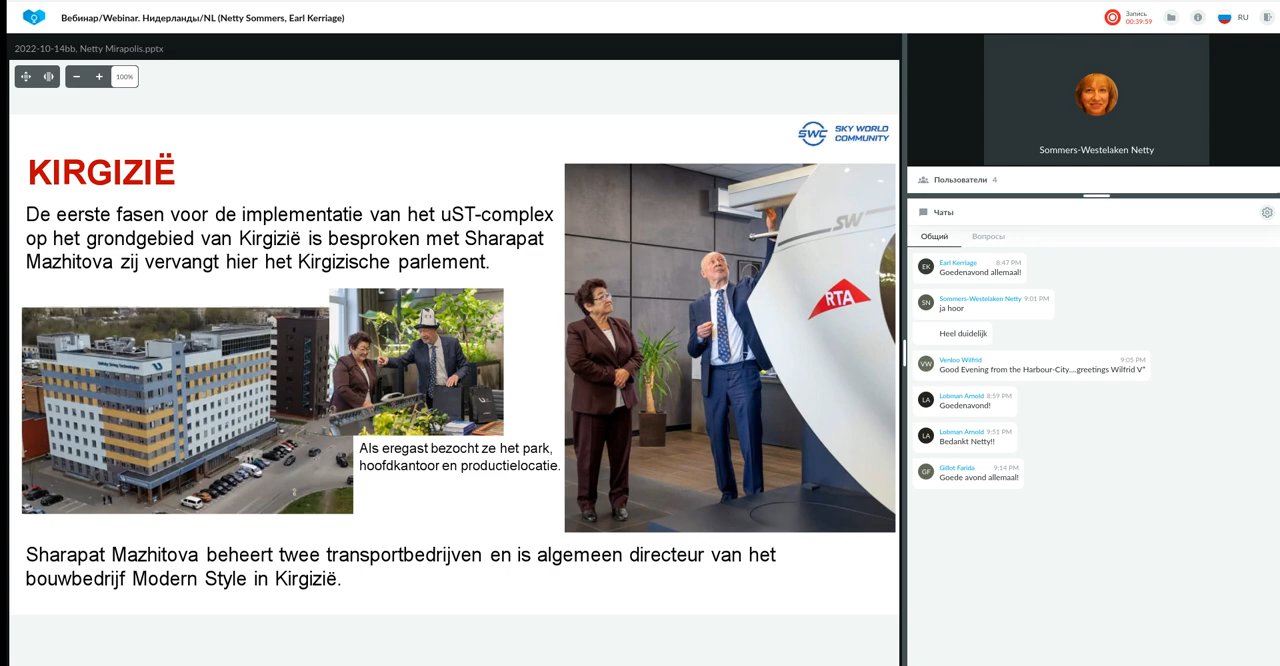 Вебинар/Webinar. Нидерланды/NL (Netty Sommers, Earl Kerriage)
Запись
00:39:59
RU
2022-10-14bb, Netty Mirapolis.pptx
100%
SWC SKY WORLD
COMMUNITY
KIRGIZIË
De eerste fasen voor de implementatie van het uST-complex
op het grondgebied van Kirgizië is besproken met Sharapat
Mazhitova zij vervangt hier het Kirgizische parlement.
SW
RTA
Als eregast bezocht ze het park,
hoofdkantoor en productielocatie.
Sharapat Mazhitova beheert twee transportbedrijven en is algemeen directeur van het
bouwbedrijf Modern Style in Kirgizië.
Sommers-Westelaken Netty
Пользователи 4
Чаты
Общий Вопросы
EK Earl Kerriage 8:47 PM
Goedenavond allemaal!
SN Sommers-Westelaken Netty 9:01 PM
ja hoor
Heel duidelijk
VW Venloo Wilfrid 9:05 PM
Good Evening from the Harbour-City....greetings Wilfrid V"
LA Lobman Arnold 8:59 PM
Goedenavond!
LA Lobman Arnold 9:51 PM
Bedankt Netty!!
GF Gillot Farida 9:14 PM
Goede avond allemaal!